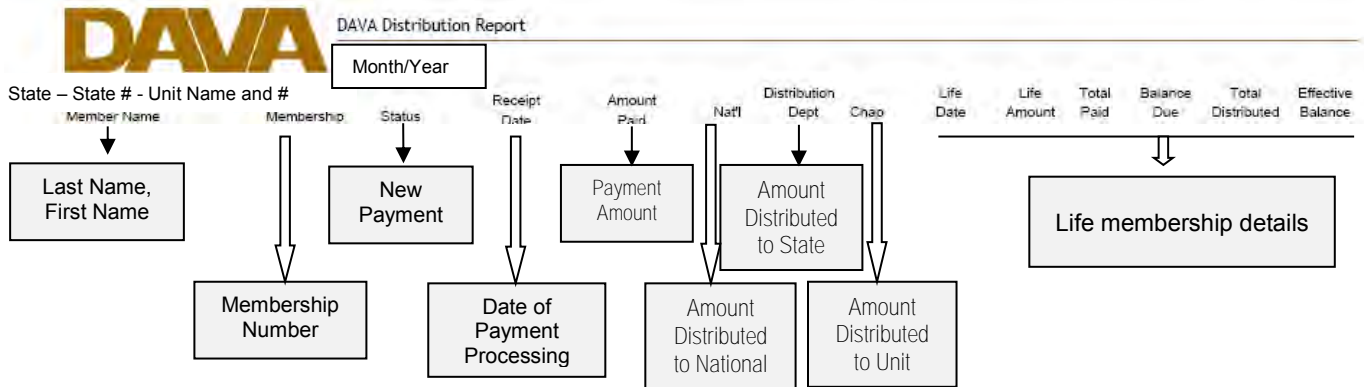 DAVA
DAVA Distribution Report
Month/Year
State – State # - Unit Name and #
Member Name
Membership
Status
Receipt
Date
Amount
Paid
Nat'l
Distribution
Dept
Chap
Life
Date
Life
Amount
Total
Paid
Balance
Due
Total
Distributed
Effective
Balance
Last Name,
First Name
New
Payment
Payment
Amount
Amount
Distributed
to State
Life membership details
Membership
Number
Date of
Payment
Processing
Amount
Distributed
to National
Amount
Distributed
to Unit